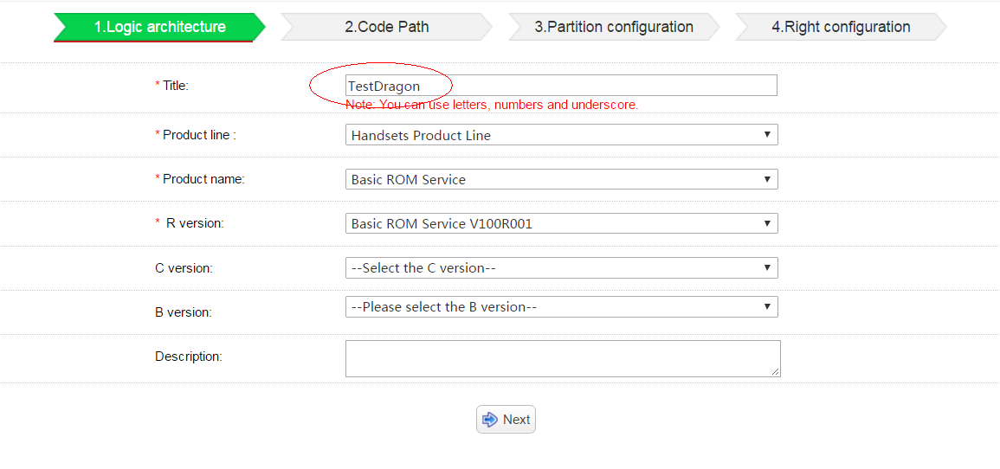 1.Logic architecture 2.Code Path 3.Partition configuration 4.Right configuration
* Title: TestDragon
Note: You can use letters, numbers and underscore.
* Product line : Handsets Product Line
* Product name: Basic ROM Service
* R version: Basic ROM Service V100R001
C version: --Select the C version--
B version: --Please select the B version--
Description:
Next